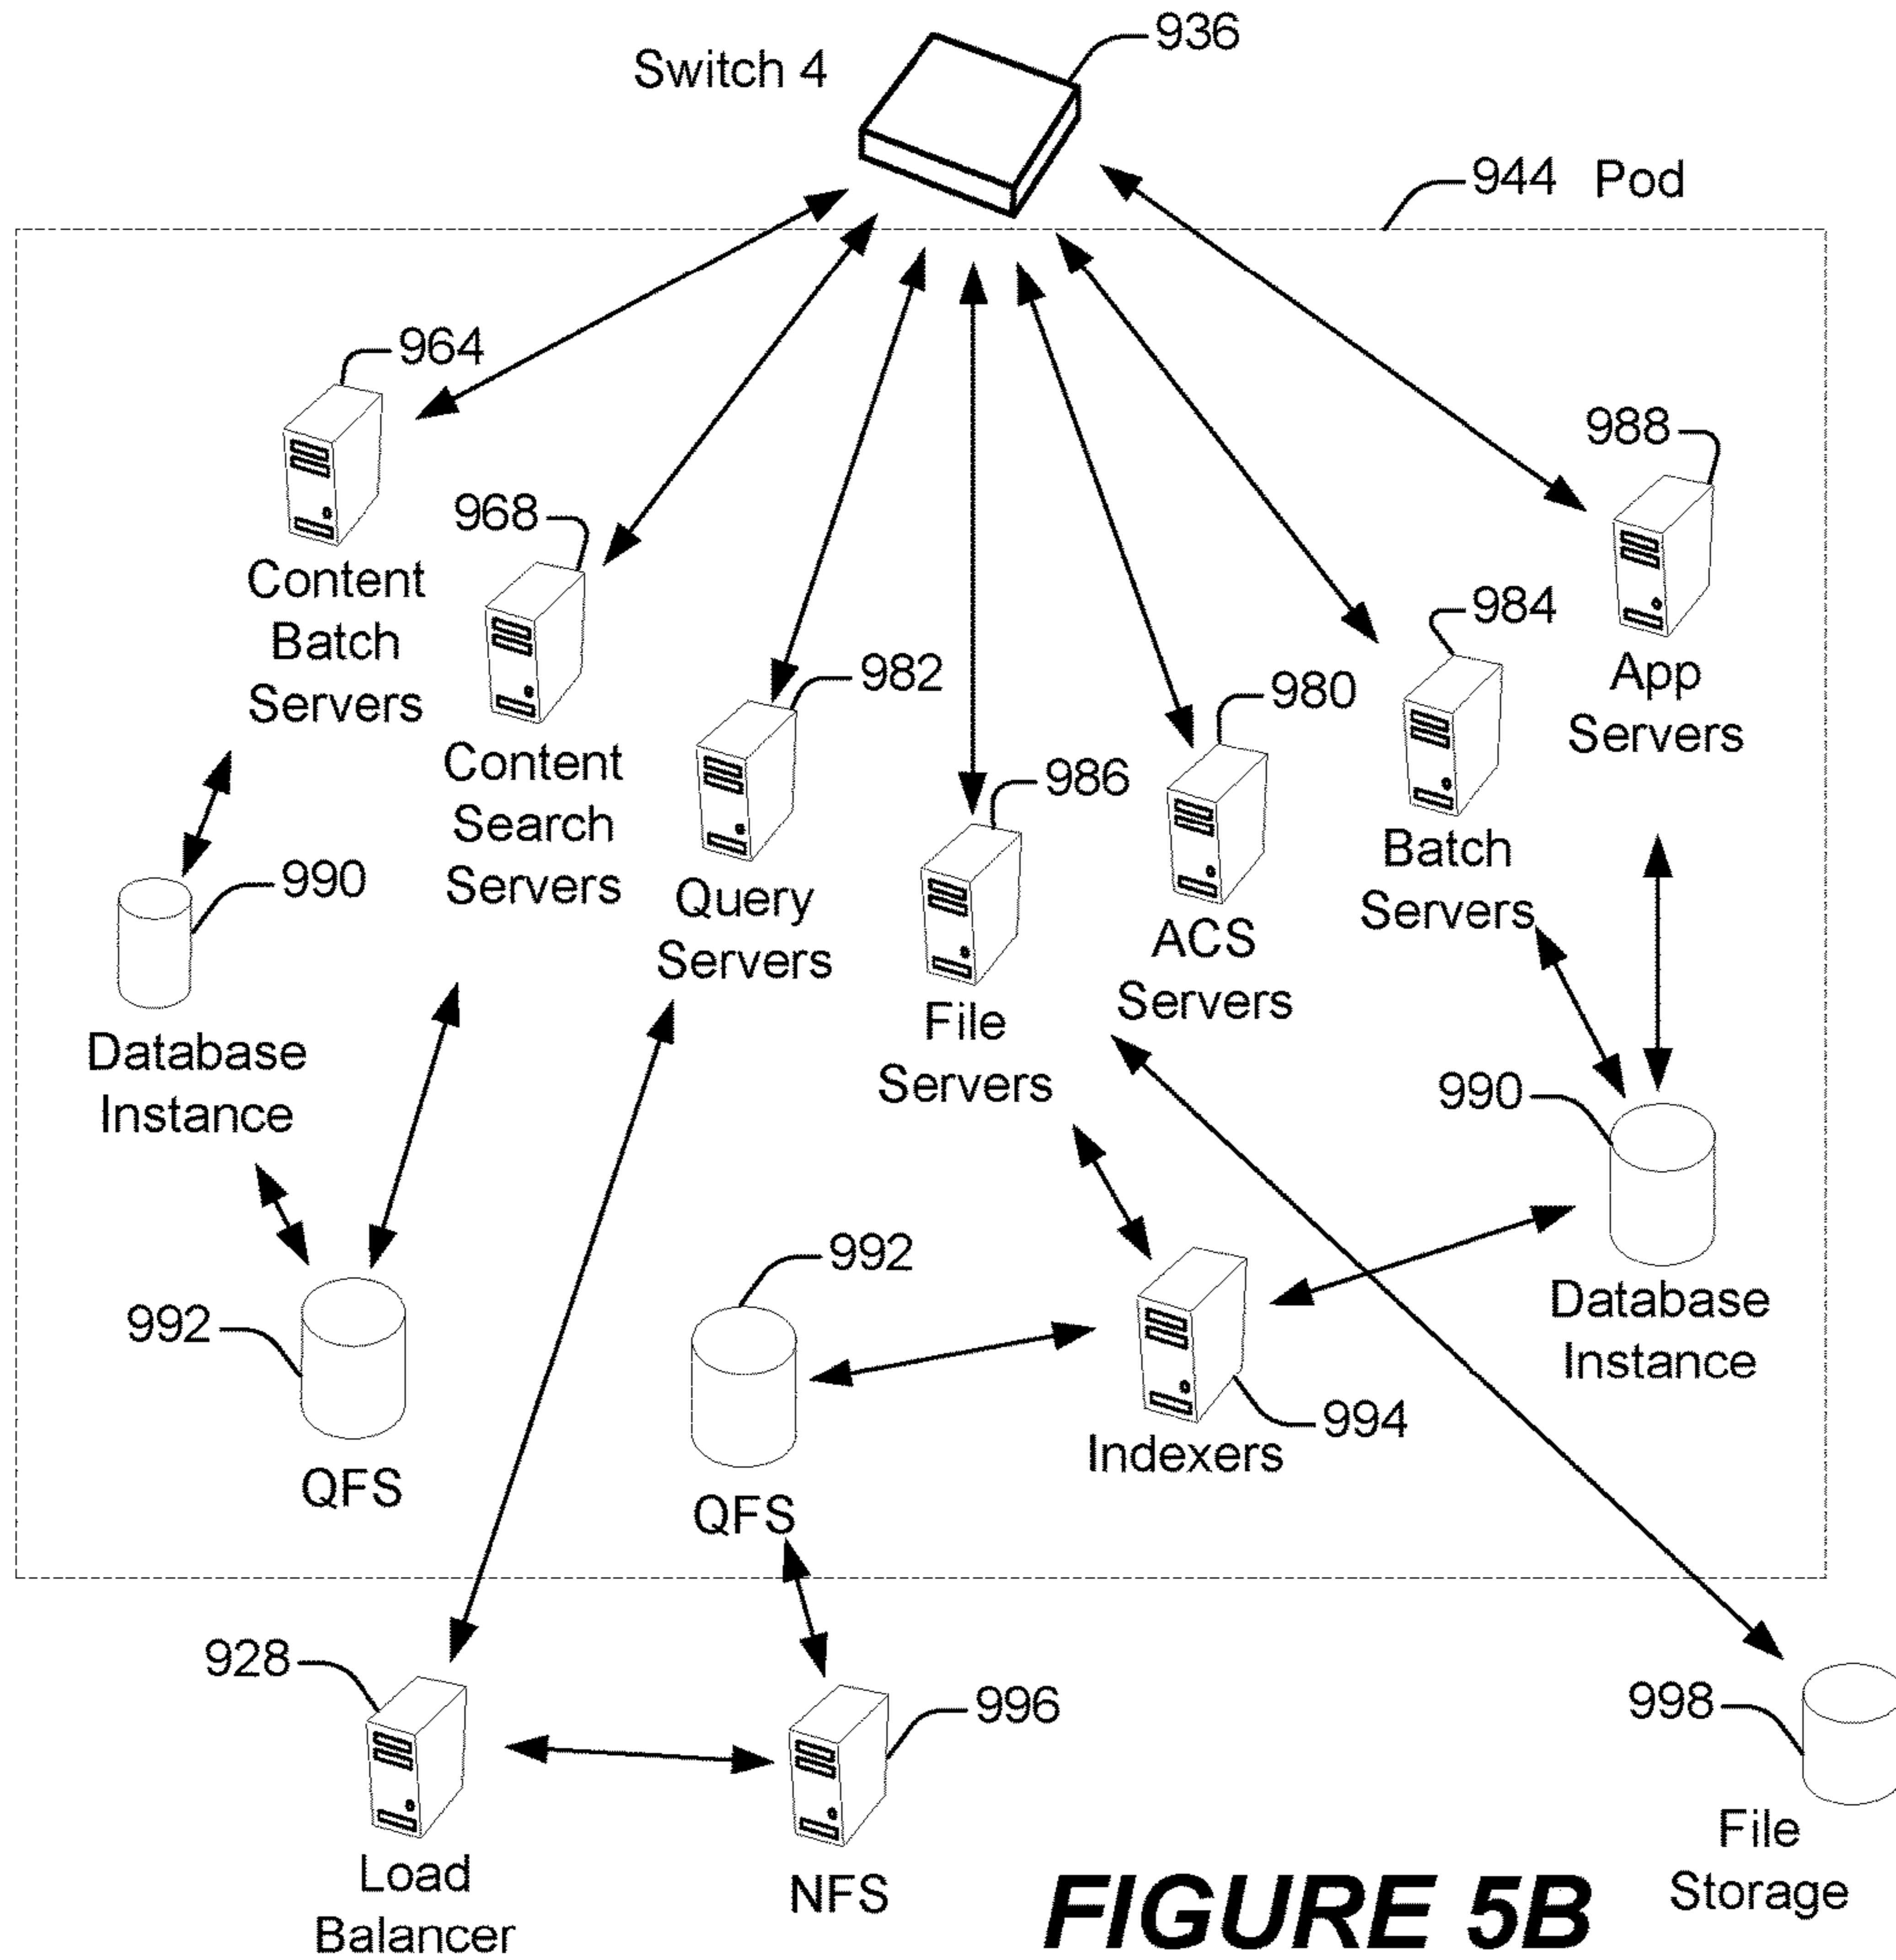 936
Switch 4
944 Pod
964
988
968
984
Content
Batch
Servers
982
980
App
Servers
Content
Search
Servers
986
Batch
Servers
990
Query
Servers
ACS
Servers
File
Servers
Database
Instance
990
992
992
Database
Instance
994
Indexers
QFS
QFS
928
996
998
Load
Balancer
NFS
File
Storage
FIGURE 5B